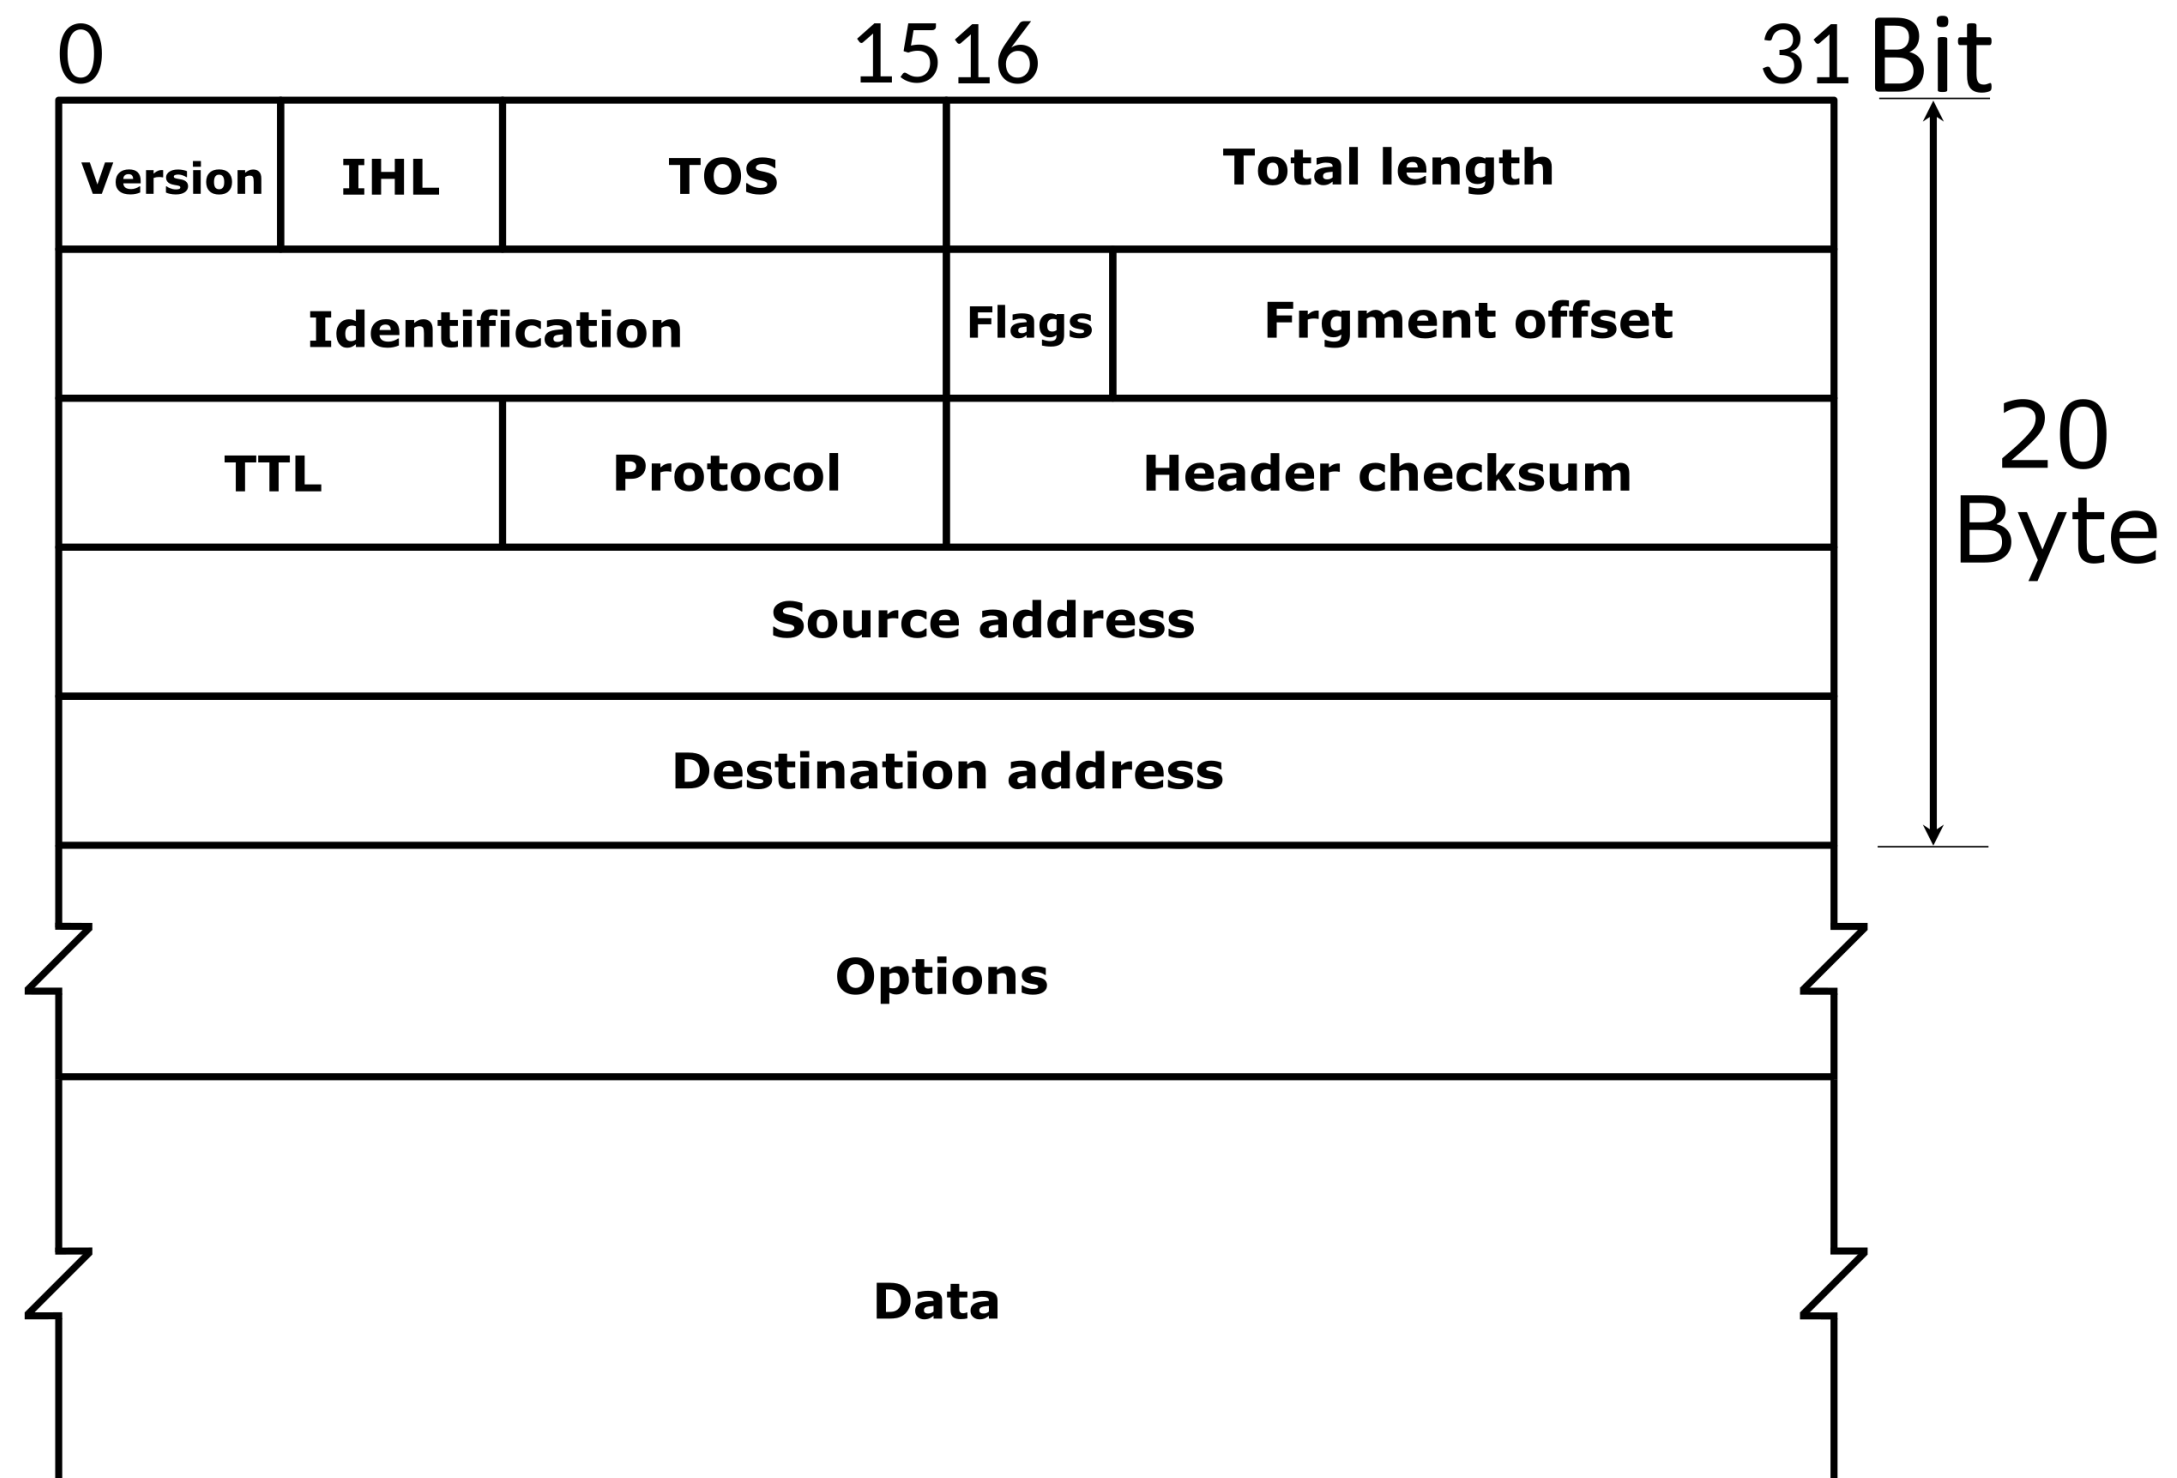 0 15 16 31 Bit
Version IHL TOS Total length
Identification Flags Frgment offset
TTL Protocol Header checksum
20
Byte
Source address
Destination address
Options
Data